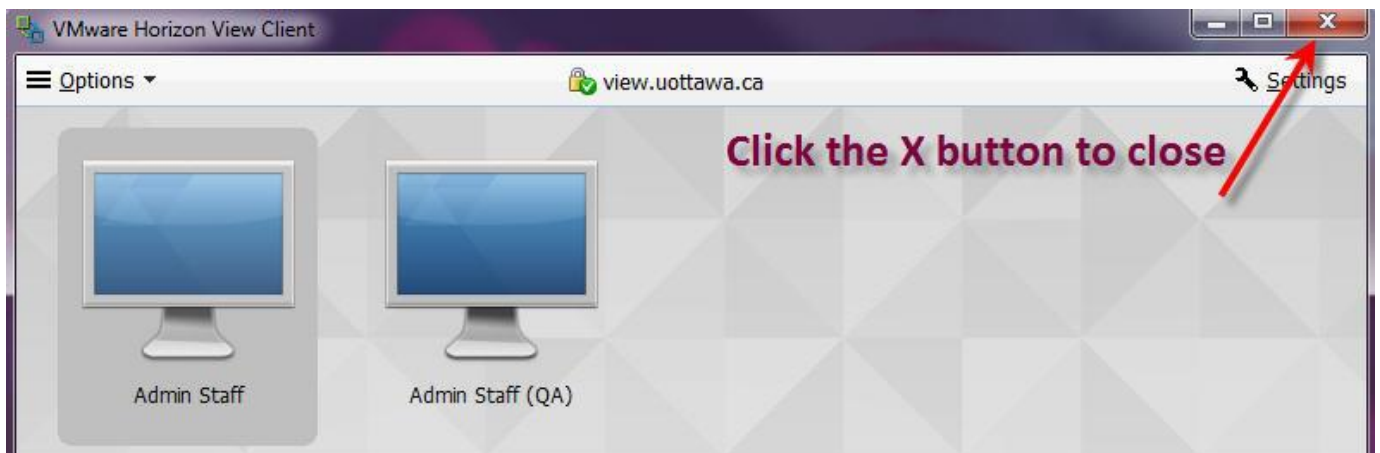 VMware Horizon View Client
Options
view.uottawa.ca
Settings
Click the X button to close
Admin Staff
Admin Staff (QA)